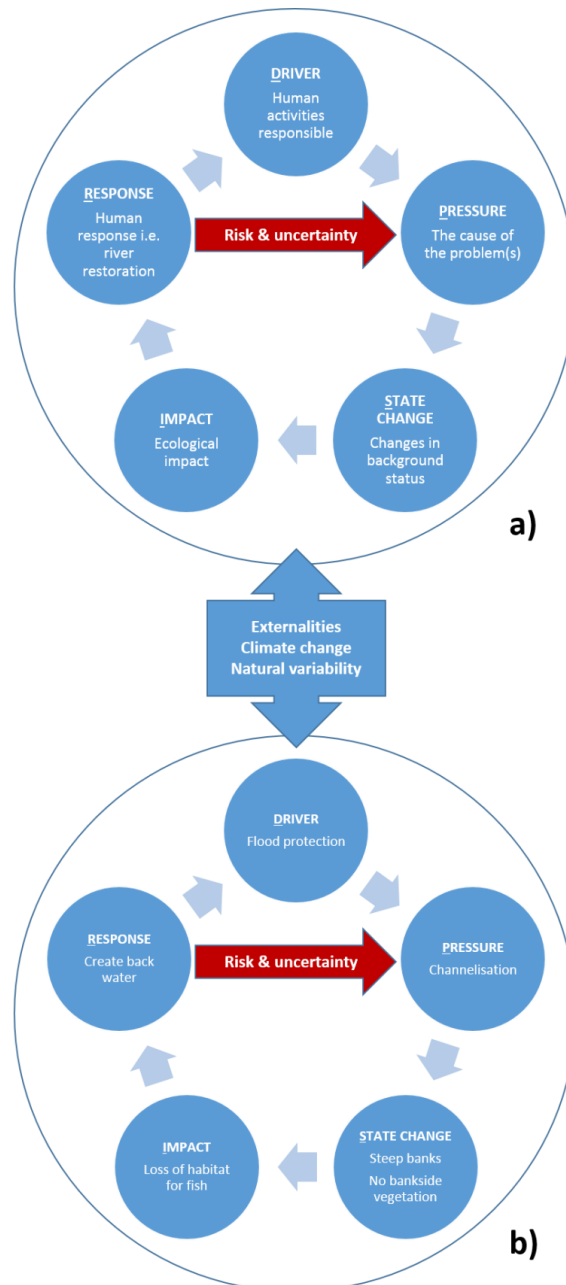 DRIVER
Human
activities
responsible
RESPONSE
Human
response i.e.
river
restoration
Risk & uncertainty
PRESSURE
The cause of
the problem(s)
IMPACT
Ecological
impact
STATE
CHANGE
Changes in
background
status
a)
Externalities
Climate change
Natural variability
DRIVER
Flood protection
RESPONSE
Create back
water
Risk & uncertainty
PRESSURE
Channelisation
IMPACT
Loss of habitat
for fish
STATE CHANGE
Steep banks
No bankside
vegetation
b)